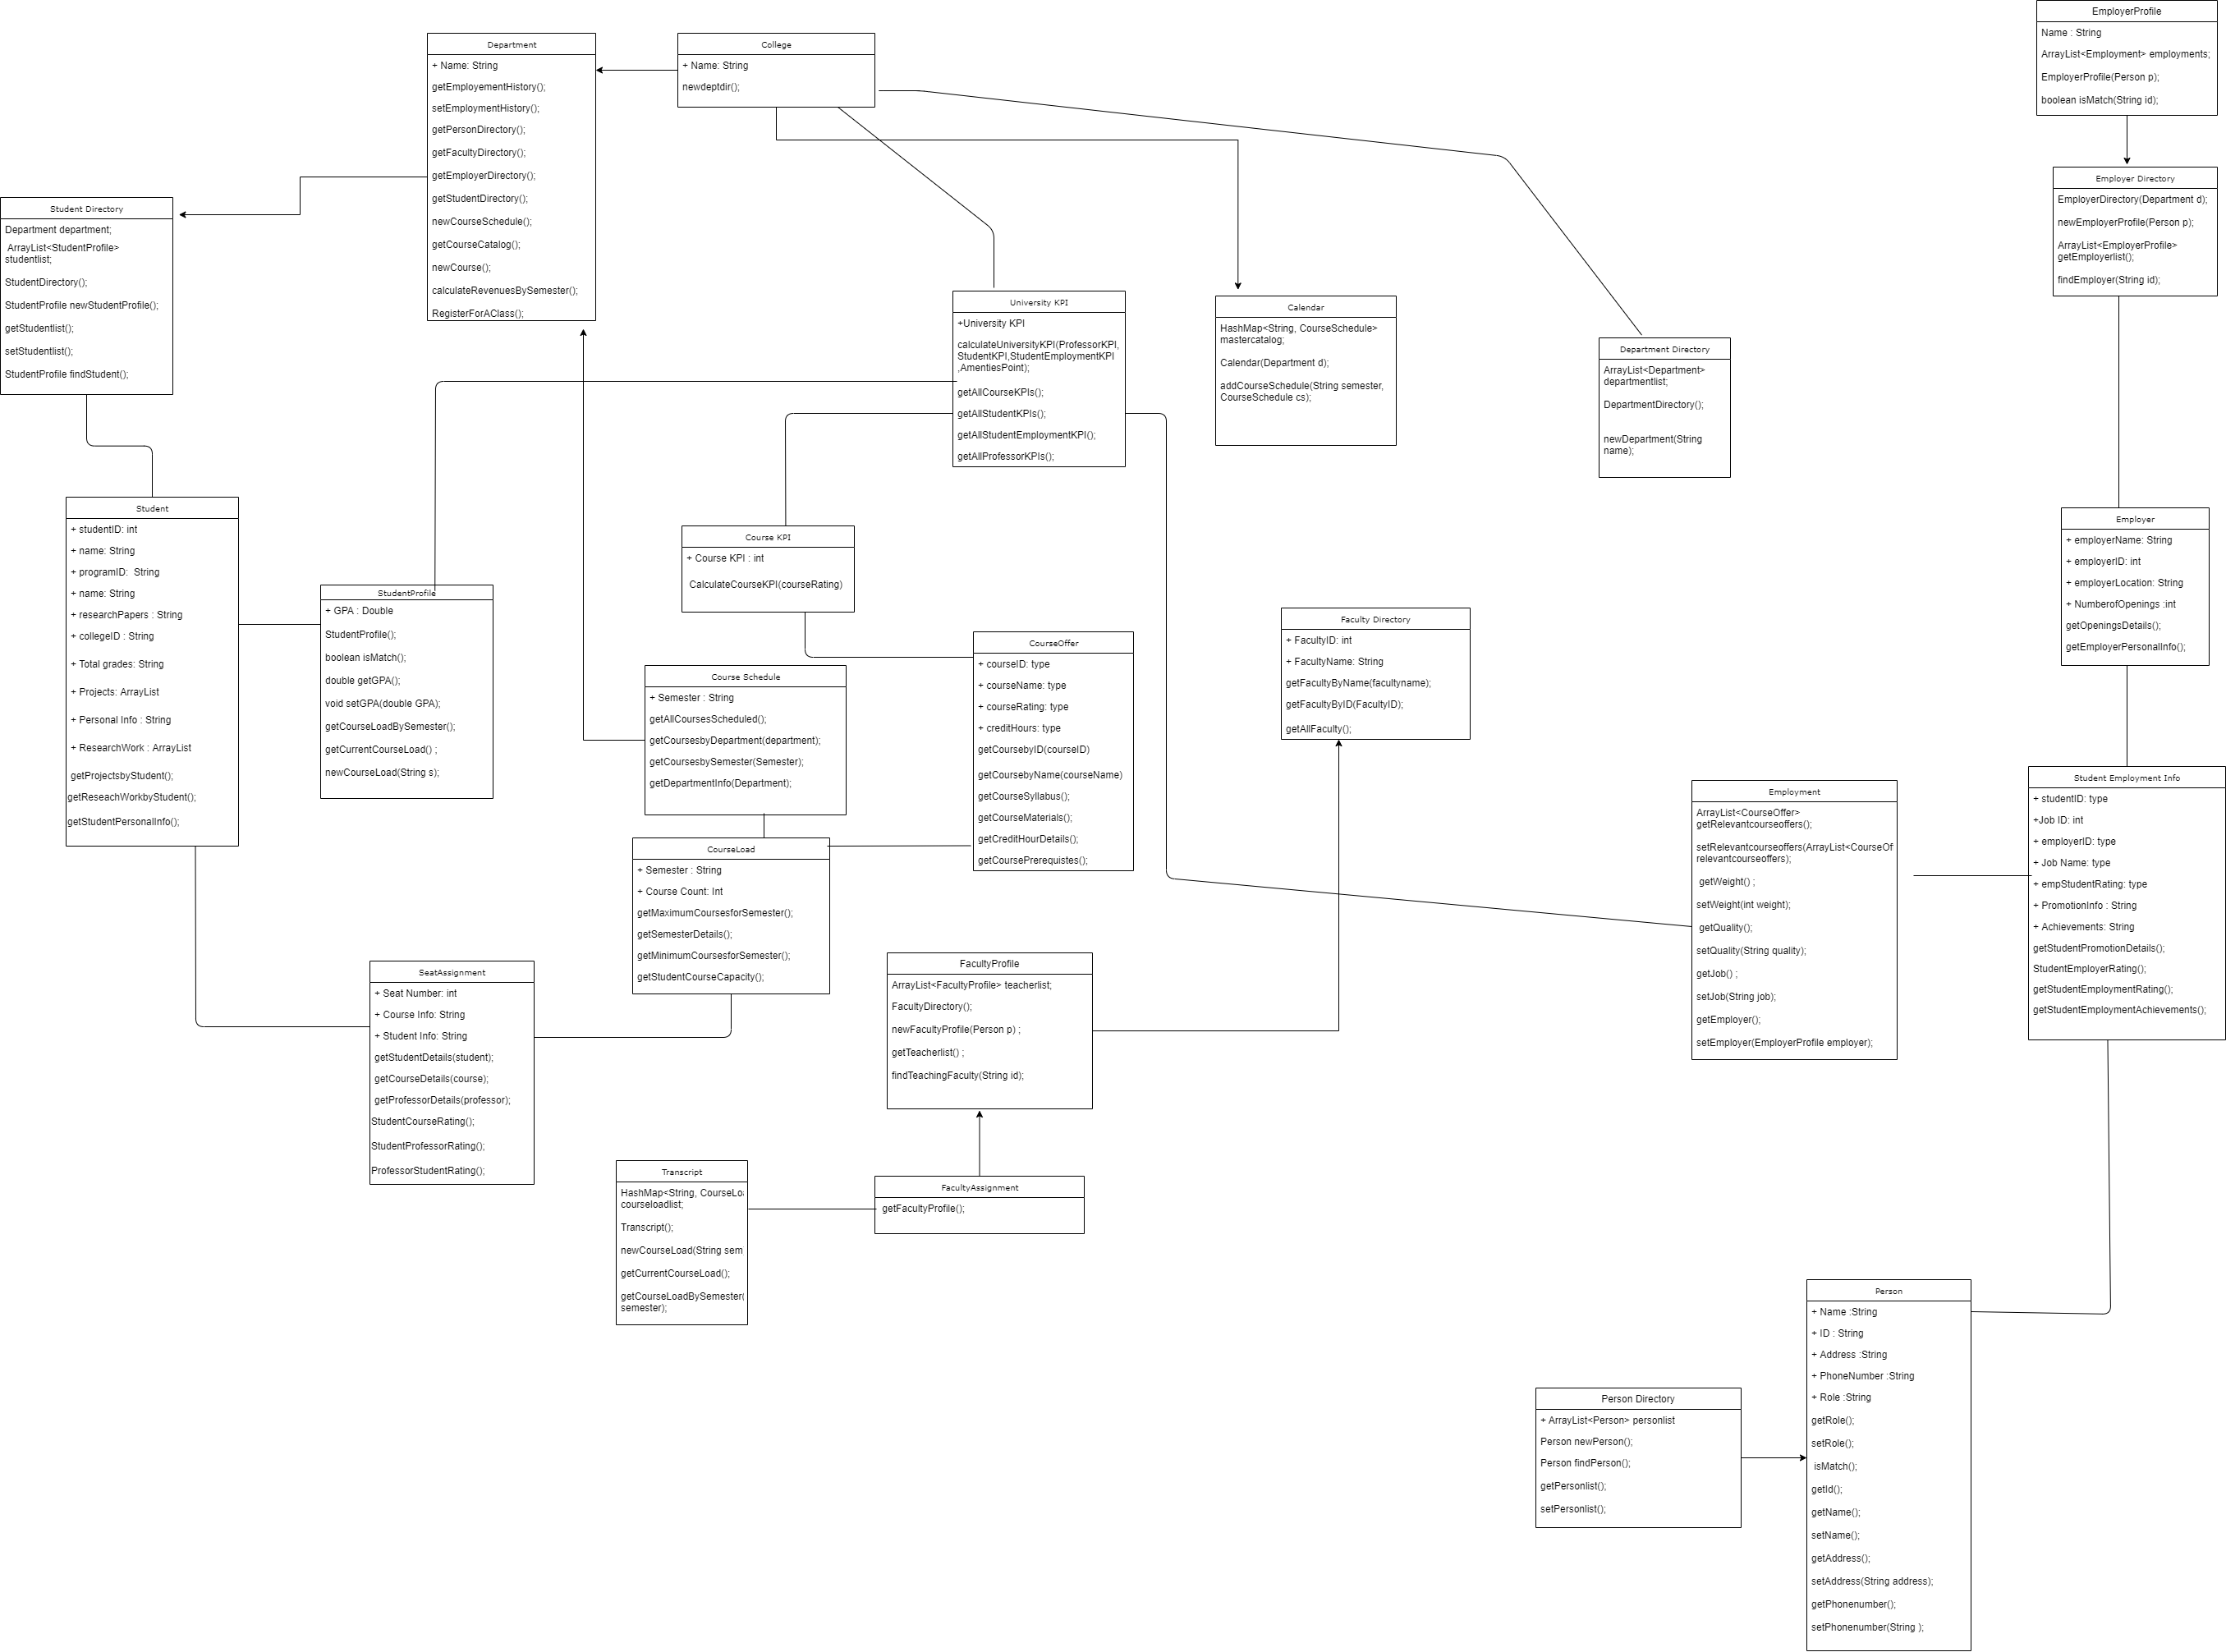 EmployerProfile
Name : String
ArrayList<Employment> employments;
EmployerProfile(Person p);
boolean isMatch(String id);
Department
+ Name: String
getEmployementHistory();
setEmploymentHistory();
getPersonDirectory();
getFacultyDirectory();
getEmployerDirectory();
getStudentDirectory();
newCourseSchedule();
getCourseCatalog();
newCourse();
calculateRevenuesBySemester();
RegisterForAClass();
College
+ Name: String
newdeptdir();
Employer Directory
EmployerDirectory(Department d);
newEmployerProfile(Person p);
ArrayList<EmployerProfile>
getEmployerlist();
findEmployer(String id);
Student Directory
Department department;
ArrayList<StudentProfile>
studentlist;
StudentDirectory();
StudentProfile newStudentProfile();
getStudentlist();
setStudentlist();
StudentProfile findStudent();
University KPI
+University KPI
calculateUniversityKPI(ProfessorKPI,
StudentKPI,StudentEmploymentKPI
,AmentiesPoint);
getAllCourseKPIs();
getAllStudentKPIs();
getAllStudentEmploymentKPI();
getAllProfessorKPIs();
Calendar
HashMap<String, CourseSchedule>
mastercatalog;
Calendar(Department d);
addCourseSchedule(String semester,
CourseSchedule cs);
Department Directory
ArrayList<Department>
departmentlist;
DepartmentDirectory();
newDepartment(String
name);
Student
+ studentID: int
+ name: String
+ programID:  String
+ name: String
+ researchPapers : String
+ collegeID : String
+ Total grades: String
+ Projects: ArrayList
+ Personal Info : String
+ ResearchWork : ArrayList
getProjectsbyStudent();
getReseachWorkbyStudent();
getStudentPersonalInfo();
StudentProfile
+ GPA : Double
StudentProfile();
boolean isMatch();
double getGPA();
void setGPA(double GPA);
getCourseLoadBySemester();
getCurrentCourseLoad() ;
newCourseLoad(String s);
Course KPI
+ Course KPI : int
CalculateCourseKPI(courseRating)
Employer
+ employerName: String
+ employerID: int
+ employerLocation: String
+ NumberofOpenings :int
getOpeningsDetails();
getEmployerPersonalInfo();
Course Schedule
+ Semester : String
getAllCoursesScheduled();
getCoursesbyDepartment(department);
getCoursesbySemester(Semester);
getDepartmentInfo(Department);
CourseOffer
+ courseID: type
+ courseName: type
+ courseRating: type
+ creditHours: type
getCoursebyID(courseID)
getCoursebyName(courseName)
getCourseSyllabus();
getCourseMaterials();
getCreditHourDetails();
getCoursePrerequistes();
Faculty Directory
+ FacultyID: int
+ FacultyName: String
getFacultyByName(facultyname);
getFacultyByID(FacultyID);
getAllFaculty();
CourseLoad
+ Semester : String
+ Course Count: Int
getMaximumCoursesforSemester();
getSemesterDetails();
getMinimumCoursesforSemester();
getStudentCourseCapacity();
Employment
ArrayList<CourseOffer>
getRelevantcourseoffers();
setRelevantcourseoffers(ArrayList<CourseOf
relevantcourseoffers);
getWeight() ;
setWeight(int weight);
getQuality();
setQuality(String quality);
getJob() ;
setJob(String job);
getEmployer();
setEmployer(EmployerProfile employer);
Student Employment Info
+ studentID: type
+Job ID: int
+ employerID: type
+ Job Name: type
+ empStudentRating: type
+ PromotionInfo : String
+ Achievements: String
getStudentPromotionDetails();
StudentEmployerRating();
getStudentEmploymentRating();
getStudentEmploymentAchievements();
SeatAssignment
+ Seat Number: int
+ Course Info: String
+ Student Info: String
getStudentDetails(student);
getCourseDetails(course);
getProfessorDetails(professor);
StudentCourseRating();
StudentProfessorRating();
ProfessorStudentRating();
FacultyProfile
ArrayList<FacultyProfile> teacherlist;
FacultyDirectory();
newFacultyProfile(Person p) ;
getTeacherlist() ;
findTeachingFaculty(String id);
Transcript
HashMap<String, CourseLoa
courseloadlist;
Transcript();
newCourseLoad(String sem
getCurrentCourseLoad();
getCourseLoadBySemester(
semester);
FacultyAssignment
getFacultyProfile();
Person
+ Name :String
+ ID : String
+ Address :String
+ PhoneNumber :String
+ Role :String
getRole();
setRole();
isMatch();
getId();
getName();
setName();
getAddress();
setAddress(String address);
getPhonenumber();
setPhonenumber(String );
Person Directory
+ ArrayList<Person> personlist
Person newPerson();
Person findPerson();
getPersonlist();
setPersonlist();